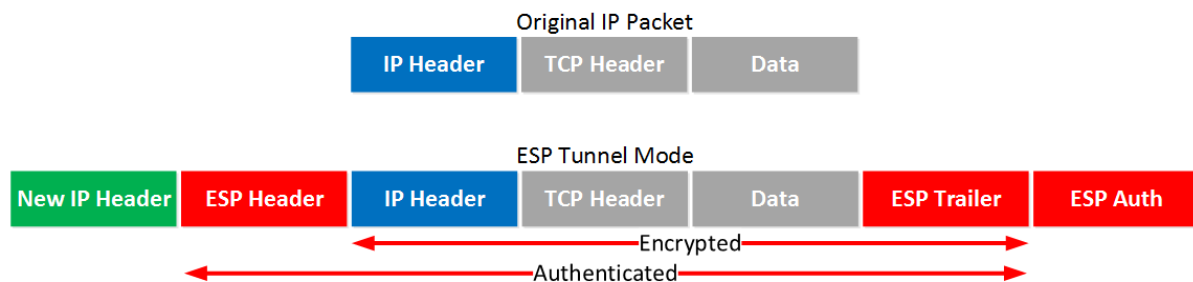 Original IP Packet
IP Header TCP Header Data
ESP Tunnel Mode
New IP Header ESP Header IP Header TCP Header Data ESP Trailer ESP Auth
Encrypted
Authenticated